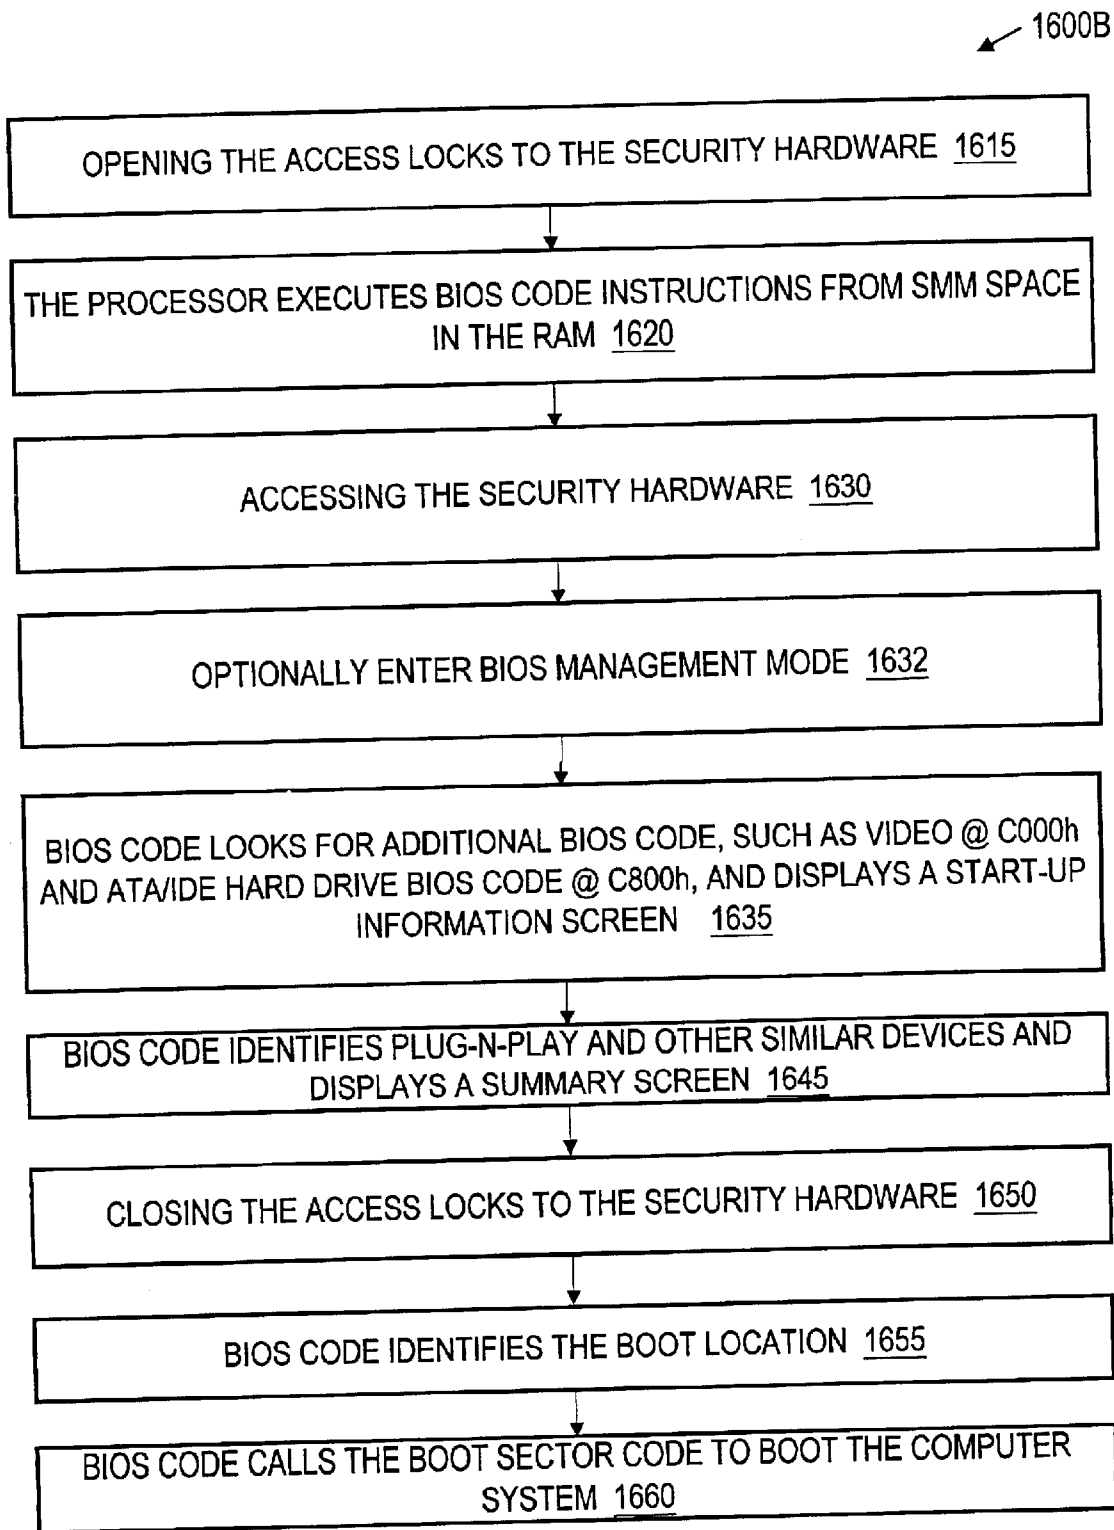 1600B
OPENING THE ACCESS LOCKS TO THE SECURITY HARDWARE 1615
THE PROCESSOR EXECUTES BIOS CODE INSTRUCTIONS FROM SMM SPACE
IN THE RAM 1620
ACCESSING THE SECURITY HARDWARE 1630
OPTIONALLY ENTER BIOS MANAGEMENT MODE 1632
BIOS CODE LOOKS FOR ADDITIONAL BIOS CODE, SUCH AS VIDEO @ C000h
AND ATA/IDE HARD DRIVE BIOS CODE @ C800h, AND DISPLAYS A START-UP
INFORMATION SCREEN 1635
BIOS CODE IDENTIFIES PLUG-N-PLAY AND OTHER SIMILAR DEVICES AND
DISPLAYS A SUMMARY SCREEN 1645
CLOSING THE ACCESS LOCKS TO THE SECURITY HARDWARE 1650
BIOS CODE IDENTIFIES THE BOOT LOCATION 1655
BIOS CODE CALLS THE BOOT SECTOR CODE TO BOOT THE COMPUTER
SYSTEM 1660